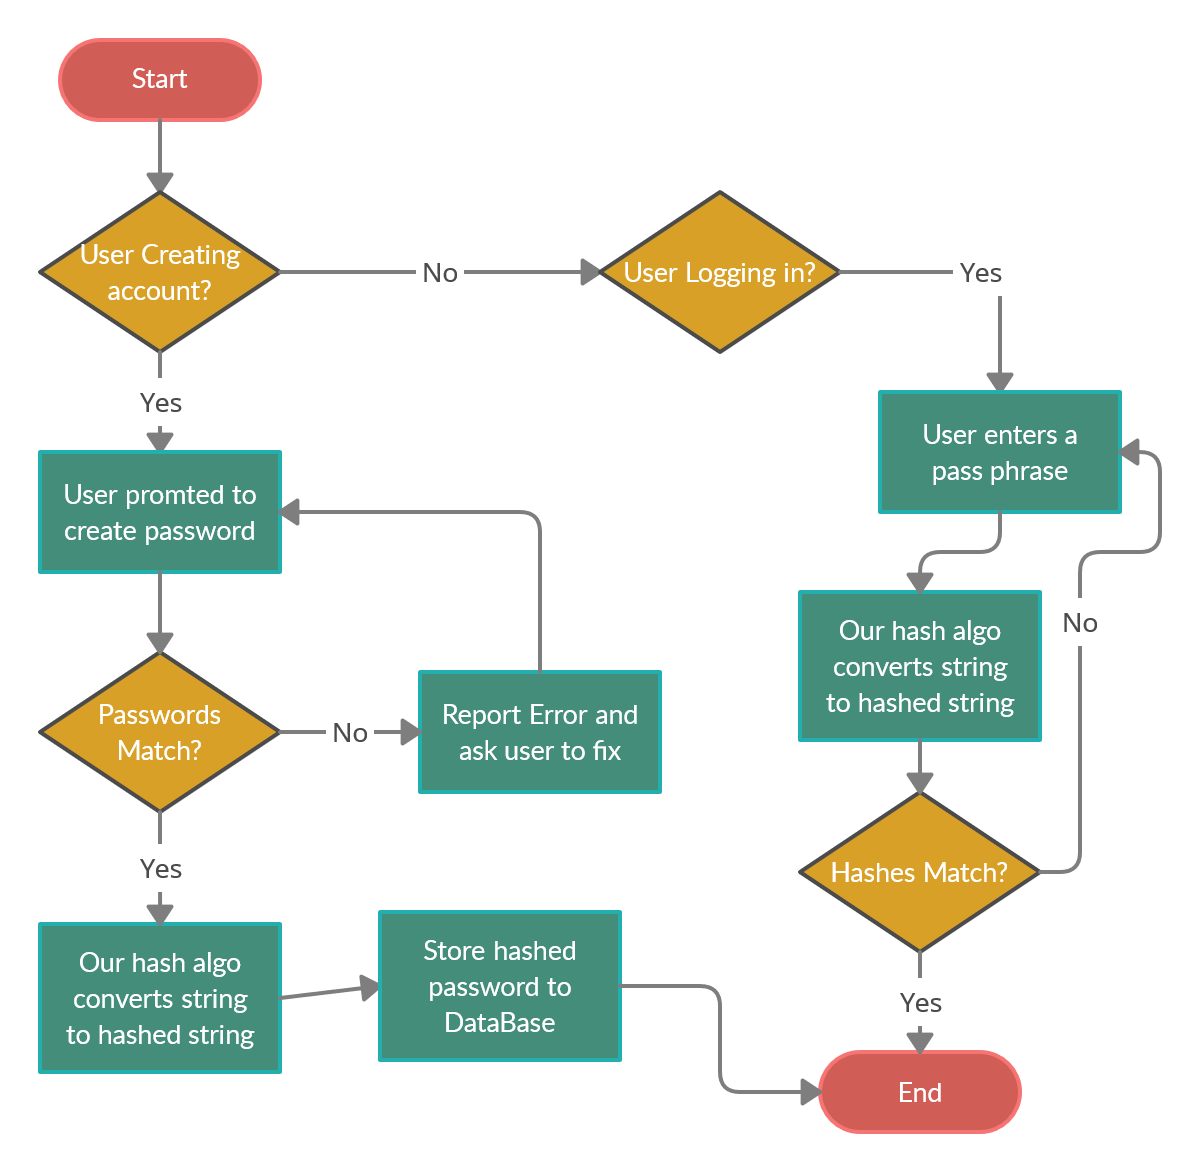 Start
User Creating
account?
No
User Logging in?
Yes
Yes
User enters a
pass phrase
User promted to
create password
Our hash algo
converts string
to hashed string
No
Passwords
Match?
No
Report Error and
ask user to fix
Hashes Match?
Yes
Our hash algo
converts string
to hashed string
Store hashed
password to
DataBase
Yes
End